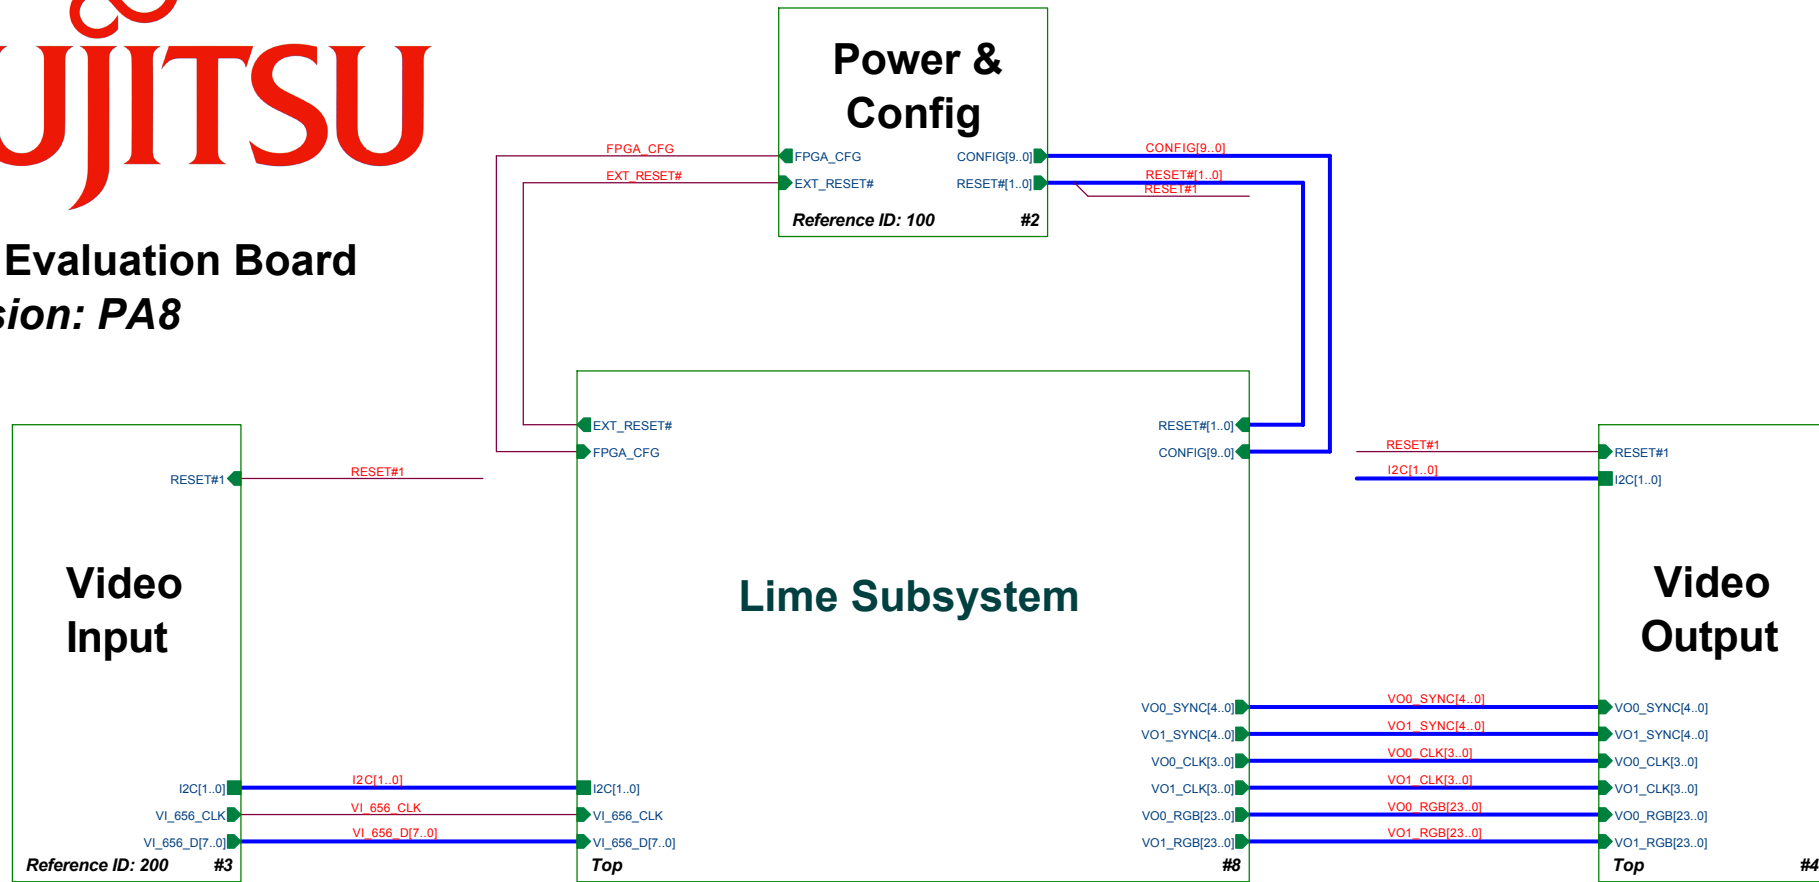 UJITSU
Evaluation Board
sion: PA8
Power &
Config
FPGA_CFG
EXT_RESET#
FPGA_CFG
EXT_RESET#
CONFIG[9..0]
RESET#[1..0]
Reference ID: 100 #2
CONFIG[9..0]
RESET#[1..0]
RESET#1
RESET#1
RESET#1
Video
Input
I2C[1..0]
VI_656_CLK
VI_656_D[7..0]
Reference ID: 200 #3
I2C[1..0]
VI_656_CLK
VI_656_D[7..0]
EXT_RESET#
FPGA_CFG
RESET#[1..0]
CONFIG[9..0]
Lime Subsystem
I2C[1..0]
VI_656_CLK
VI_656_D[7..0]
VO0_SYNC[4..0]
VO1_SYNC[4..0]
VO0_CLK[3..0]
VO1_CLK[3..0]
VO0_RGB[23..0]
VO1_RGB[23..0]
Top #8
RESET#1
I2C[1..0]
VO0_SYNC[4..0]
VO1_SYNC[4..0]
VO0_CLK[3..0]
VO1_CLK[3..0]
VO0_RGB[23..0]
VO1_RGB[23..0]
RESET#1
I2C[1..0]
Video
Output
VO0_SYNC[4..0]
VO1_SYNC[4..0]
VO0_CLK[3..0]
VO1_CLK[3..0]
VO0_RGB[23..0]
VO1_RGB[23..0]
Top #4